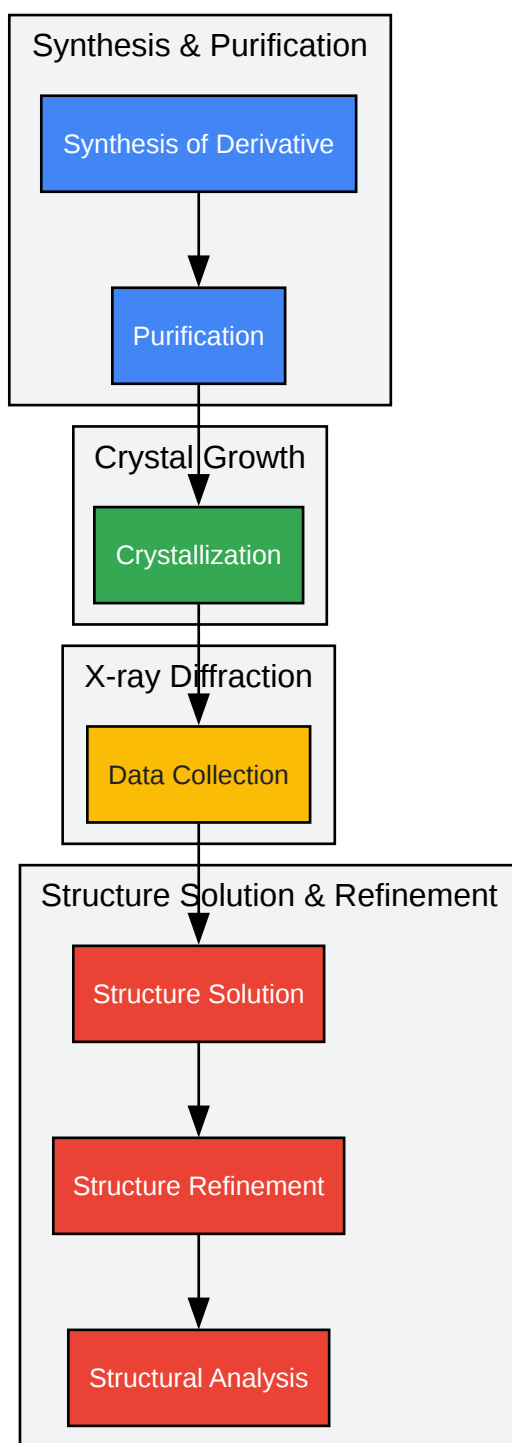 Synthesis & Purification
Synthesis of Derivative
Purification
Crystal Growth
Crystallization
X-ray Diffraction
Data Collection
Structure Solution & Refinement
Structure Solution
Structure Refinement
Structural Analysis